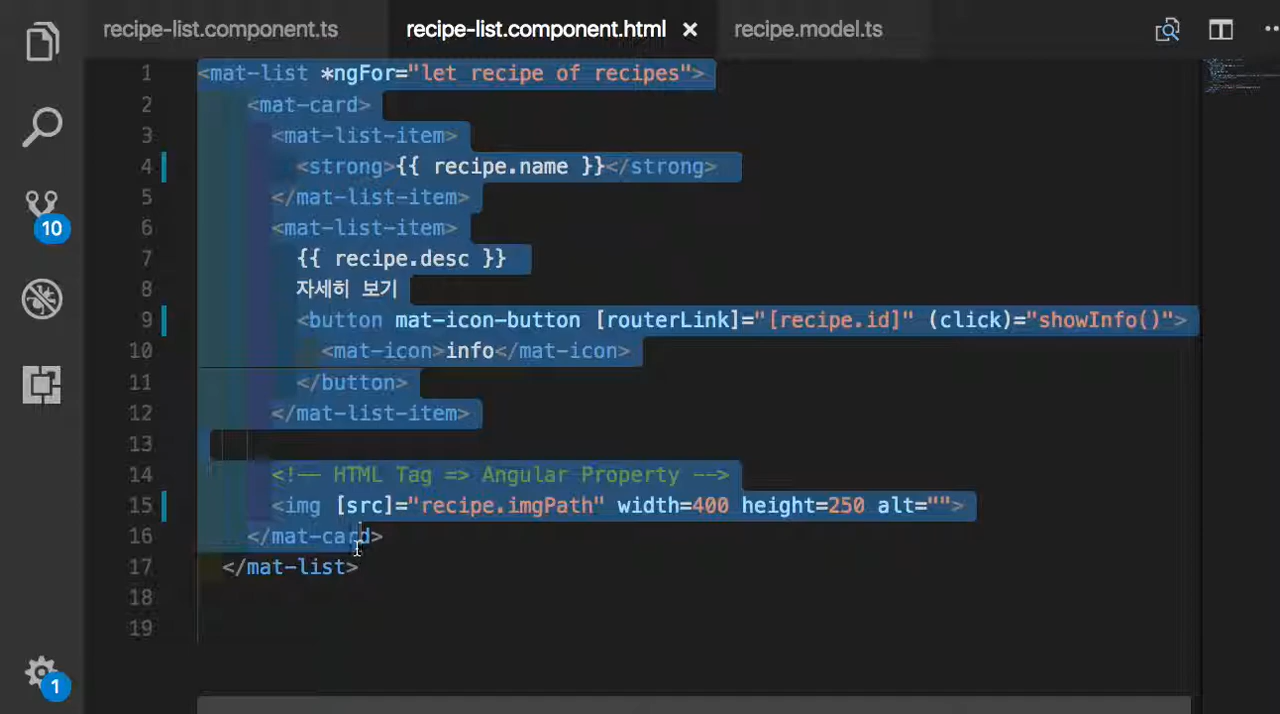 recipe-list.component.ts recipe-list.component.html × recipe.model.ts
1 <mat-list *ngFor="let recipe of recipes">
2 <mat-card>
3 <mat-list-item>
4 <strong>{{ recipe.name }}</strong>
5 </mat-list-item>
6 <mat-list-item>
7 {{ recipe.desc }}
8 자세히 보기
9 <button mat-icon-button [routerLink]="[recipe.id]" (click)="showInfo()">
10 <mat-icon>info</mat-icon>
11 </button>
12 </mat-list-item>
13
14 <!-- HTML Tag => Angular Property -->
15 <img [src]="recipe.imgPath" width=400 height=250 alt="">
16 </mat-card>
17 </mat-list>
18
19
10
1